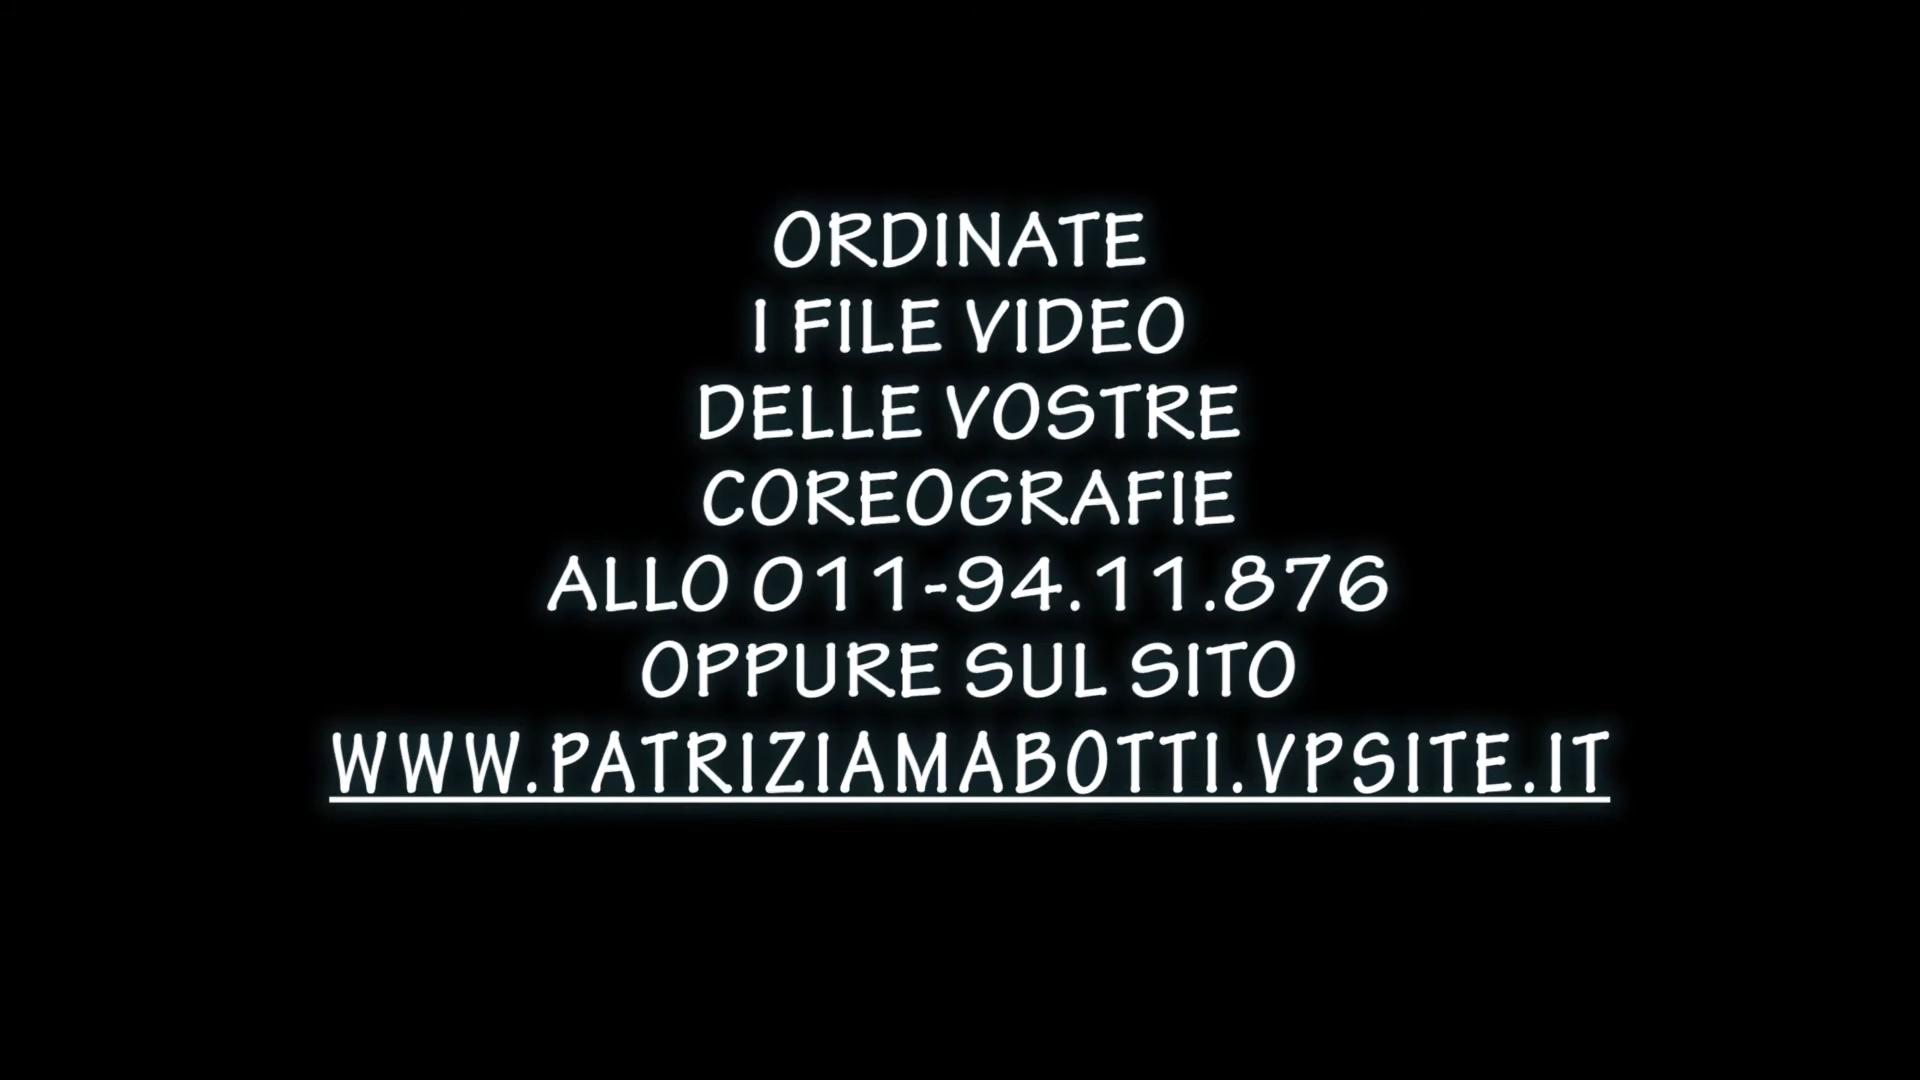 ORDINATE
I FILE VIDEO
DELLE VOSTRE
COREOGRAFIE
ALLO 011-94.11.876
OPPURE SUL SITO
WWW.PATRIZIAMABOTTI.VPSITE.IT